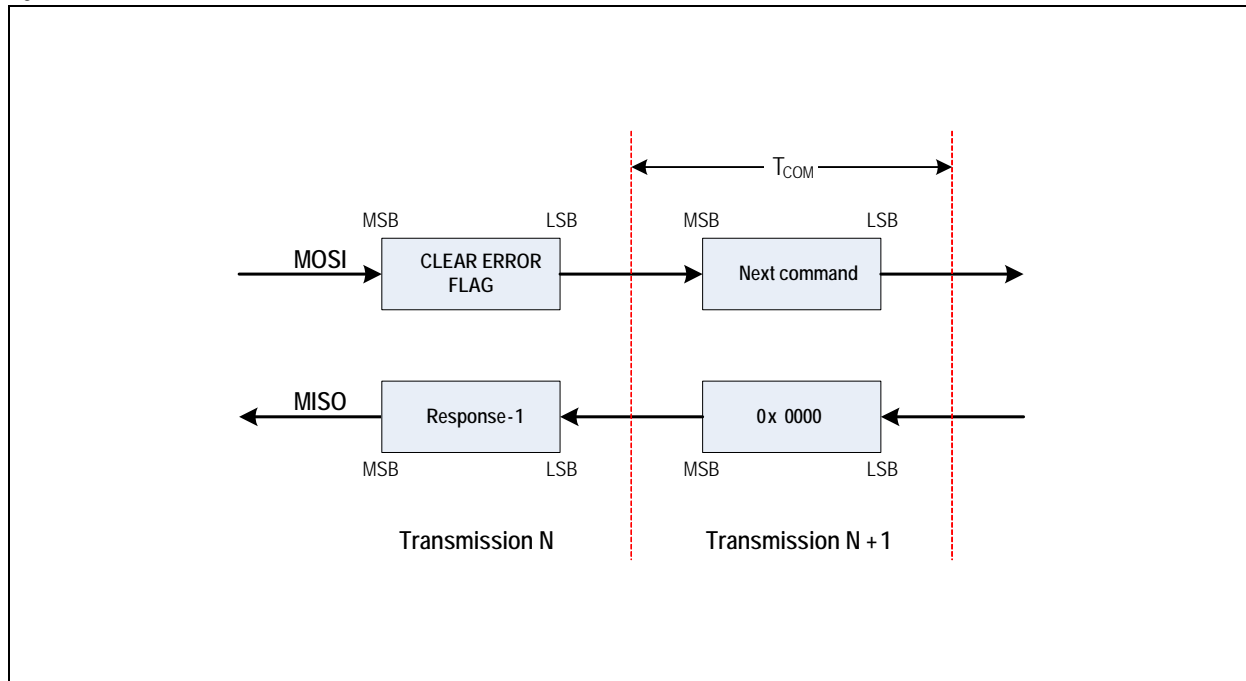 T_COM
MSB LSB MSB LSB
MOSI CLEAR ERROR FLAG Next command
MISO Response-1 0x 0000
MSB LSB MSB LSB
Transmission N Transmission N +1